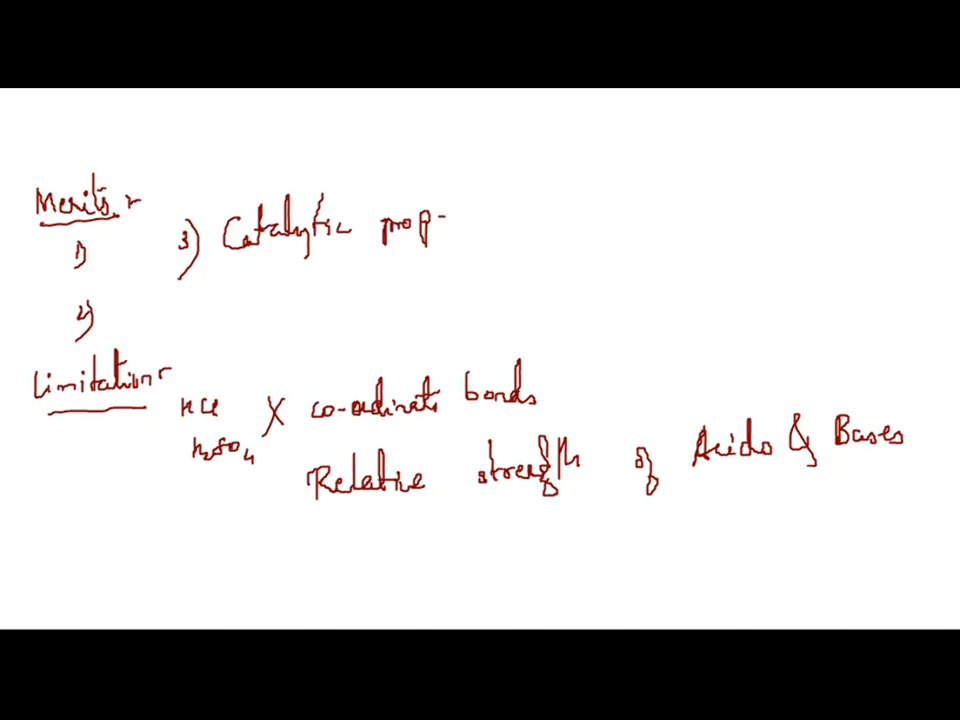 Merits :-
1)
3) Catalytic prop -
2)
Limitation :-
HCl X co-ordinate bonds
H₂SO₄
Relative strength of Acids & Bases